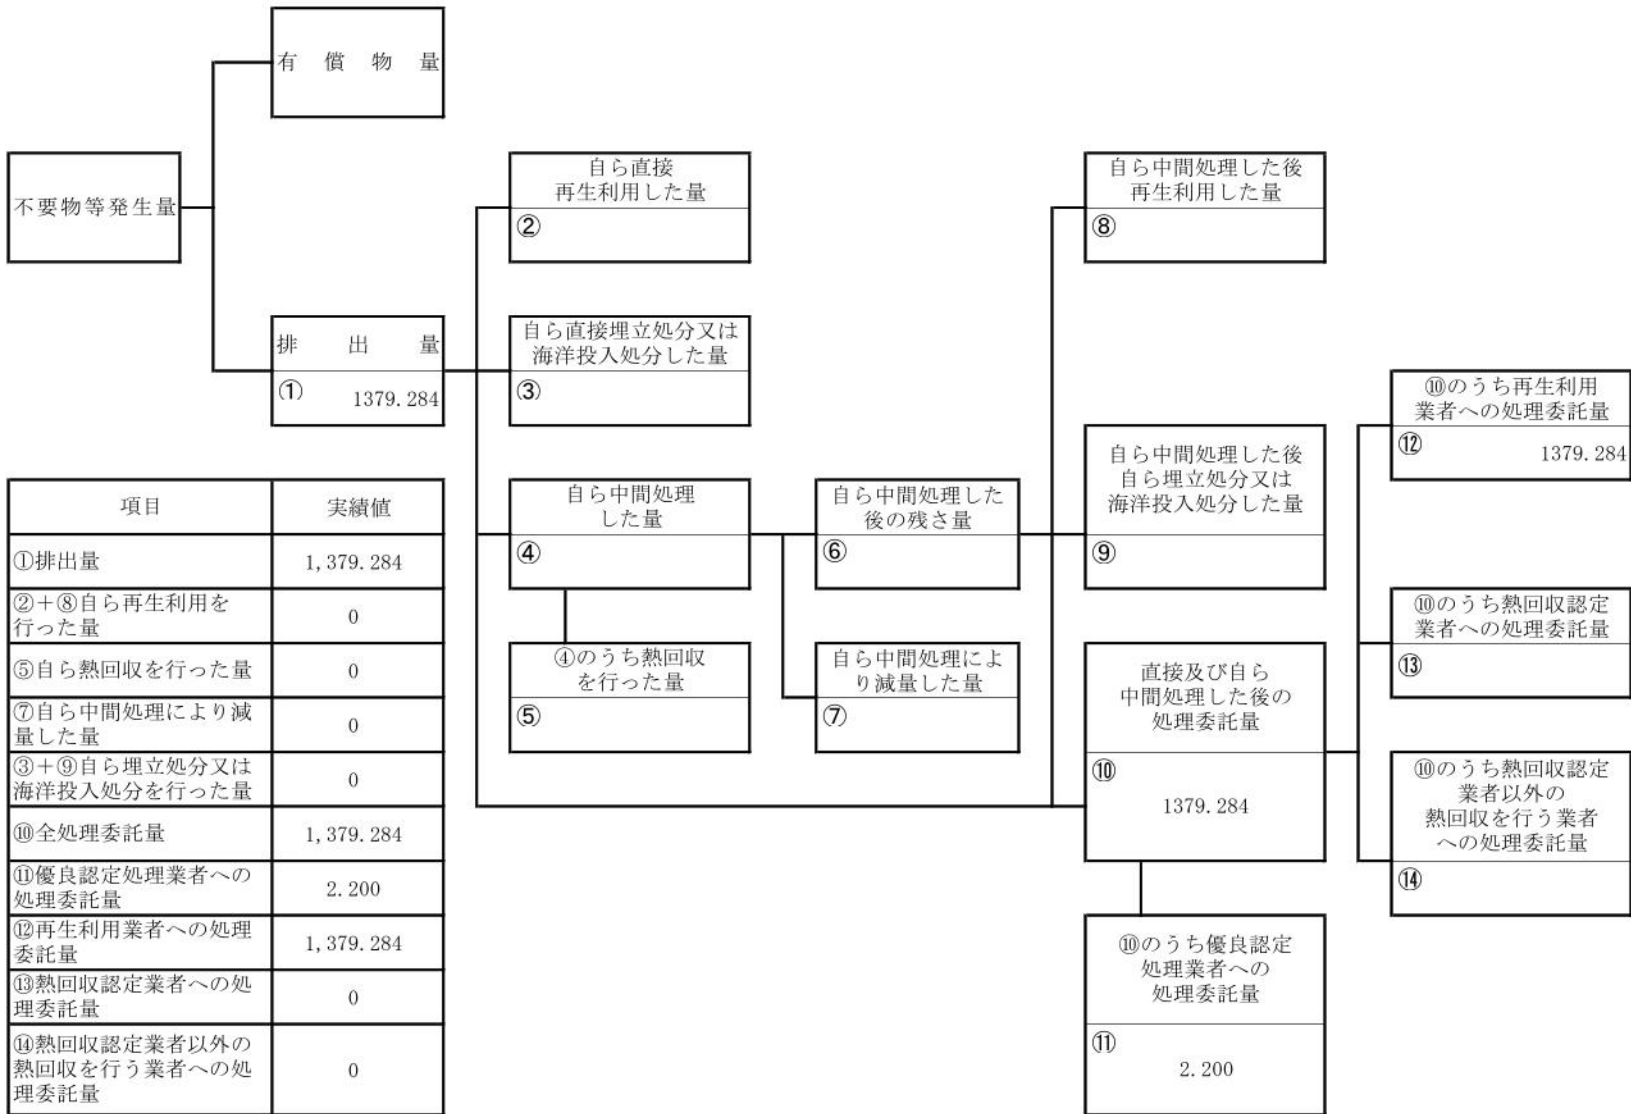 有償物量
不要物等発生量
排出量
① 1379.284
自ら直接
再生利用した量
②
自ら直接埋立処分又は
海洋投入処分した量
③
自ら中間処理
した量
④
④のうち熱回収
を行った量
⑤
自ら中間処理した
後の残さ量
⑥
自ら中間処理によ
り減量した量
⑦
自ら中間処理した後
再生利用した量
⑧
自ら中間処理した後
自ら埋立処分又は
海洋投入処分した量
⑨
直接及び自ら
中間処理した後の
処理委託量
⑩
1379.284
⑩のうち優良認定
処理業者への
処理委託量
⑪
2.200
⑩のうち再生利用
業者への処理委託量
⑫ 1379.284
⑩のうち熱回収認定
業者への処理委託量
⑬
⑩のうち熱回収認定
業者以外の
熱回収を行う業者
への処理委託量
⑭
項目 実績値
①排出量 1,379.284
②+⑧自ら再生利用を
行った量 0
⑤自ら熱回収を行った量 0
⑦自ら中間処理により減
量した量 0
③+⑨自ら埋立処分又は
海洋投入処分を行った量 0
⑩全処理委託量 1,379.284
⑪優良認定処理業者への
処理委託量 2.200
⑫再生利用業者への処理
委託量 1,379.284
⑬熱回収認定業者への処
理委託量 0
⑭熱回収認定業者以外の
熱回収を行う業者への処
理委託量 0